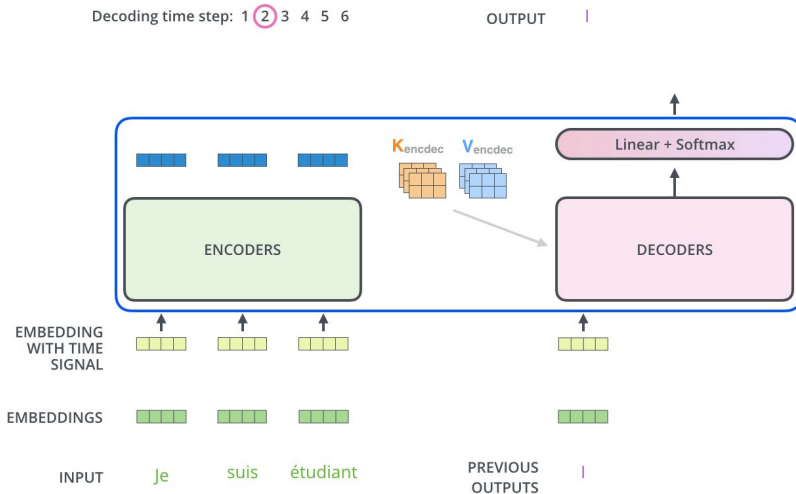 Decoding time step: 1 2 3 4 5 6
OUTPUT I
Kencdec Vencdec
Linear + Softmax
ENCODERS
DECODERS
EMBEDDING
WITH TIME
SIGNAL
EMBEDDINGS
INPUT Je suis étudiant
PREVIOUS
OUTPUTS
I